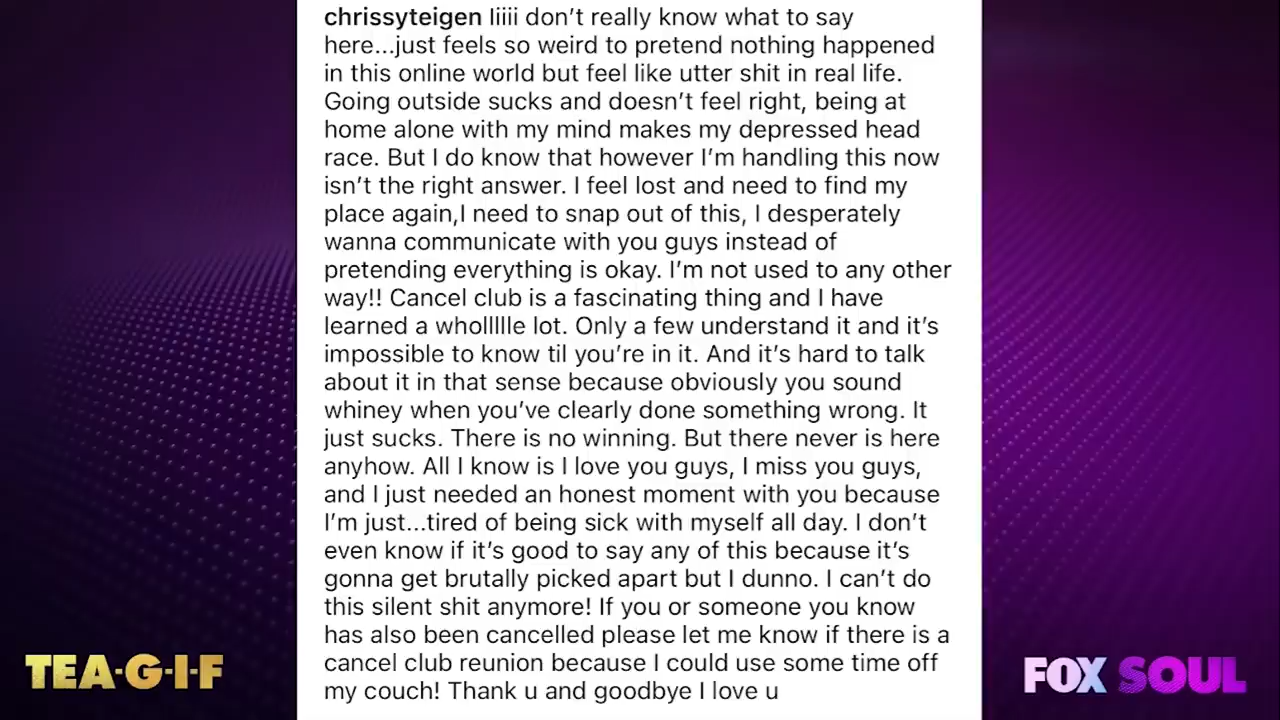 chrissyteigen Iiiii don't really know what to say
here...just feels so weird to pretend nothing happened
in this online world but feel like utter shit in real life.
Going outside sucks and doesn't feel right, being at
home alone with my mind makes my depressed head
race. But I do know that however I'm handling this now
isn't the right answer. I feel lost and need to find my
place again,I need to snap out of this, I desperately
wanna communicate with you guys instead of
pretending everything is okay. I'm not used to any other
way!! Cancel club is a fascinating thing and I have
learned a whollllle lot. Only a few understand it and it's
impossible to know til you're in it. And it's hard to talk
about it in that sense because obviously you sound
whiney when you've clearly done something wrong. It
just sucks. There is no winning. But there never is here
anyhow. All I know is I love you guys, I miss you guys,
and I just needed an honest moment with you because
I'm just...tired of being sick with myself all day. I don't
even know if it's good to say any of this because it's
gonna get brutally picked apart but I dunno. I can't do
this silent shit anymore! If you or someone you know
has also been cancelled please let me know if there is a
cancel club reunion because I could use some time off
my couch! Thank u and goodbye I love u
TEA-G-I-F
FOX SOUL